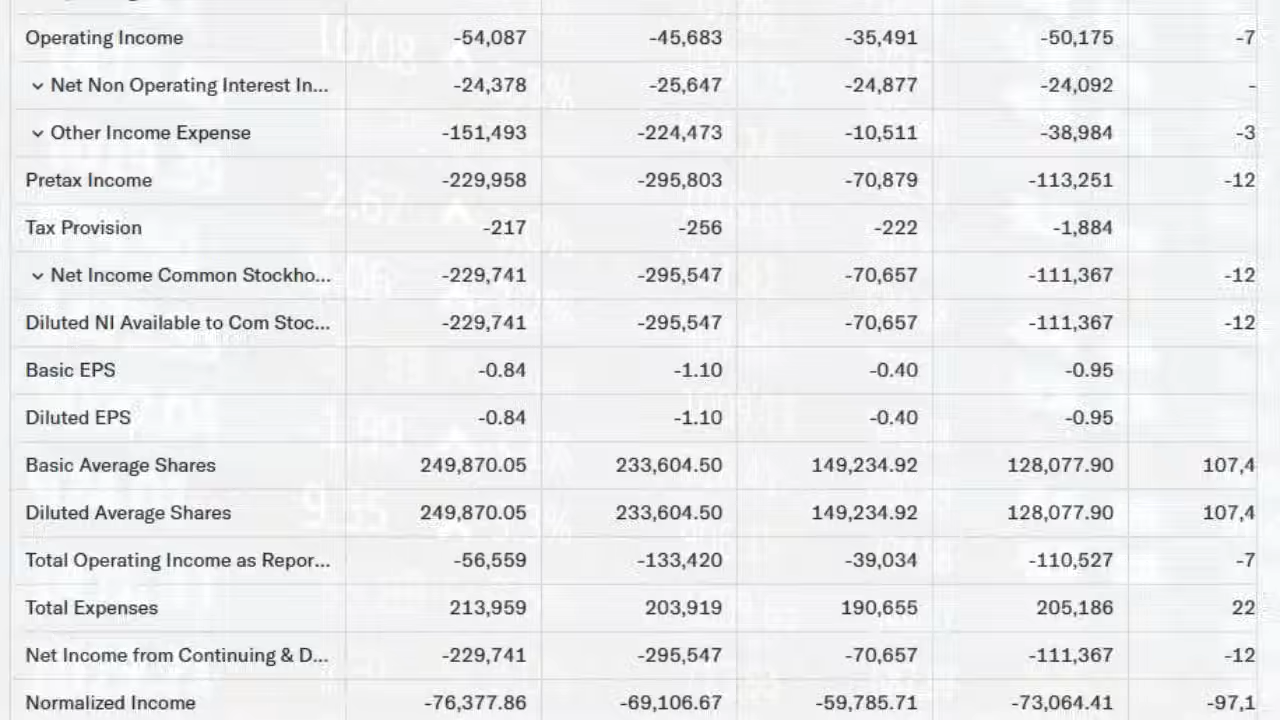 Operating Income -54,087 -45,683 -35,491 -50,175 -7
Net Non Operating Interest In... -24,378 -25,647 -24,877 -24,092 -
Other Income Expense -151,493 -224,473 -10,511 -38,984 -3
Pretax Income -229,958 -295,803 -70,879 -113,251 -12
Tax Provision -217 -256 -222 -1,884
Net Income Common Stockho... -229,741 -295,547 -70,657 -111,367 -12
Diluted NI Available to Com Stoc... -229,741 -295,547 -70,657 -111,367 -12
Basic EPS -0.84 -1.10 -0.40 -0.95
Diluted EPS -0.84 -1.10 -0.40 -0.95
Basic Average Shares 249,870.05 233,604.50 149,234.92 128,077.90 107,4
Diluted Average Shares 249,870.05 233,604.50 149,234.92 128,077.90 107,4
Total Operating Income as Repor... -56,559 -133,420 -39,034 -110,527 -7
Total Expenses 213,959 203,919 190,655 205,186 22
Net Income from Continuing & D... -229,741 -295,547 -70,657 -111,367 -12
Normalized Income -76,377.86 -69,106.67 -59,785.71 -73,064.41 -97,1